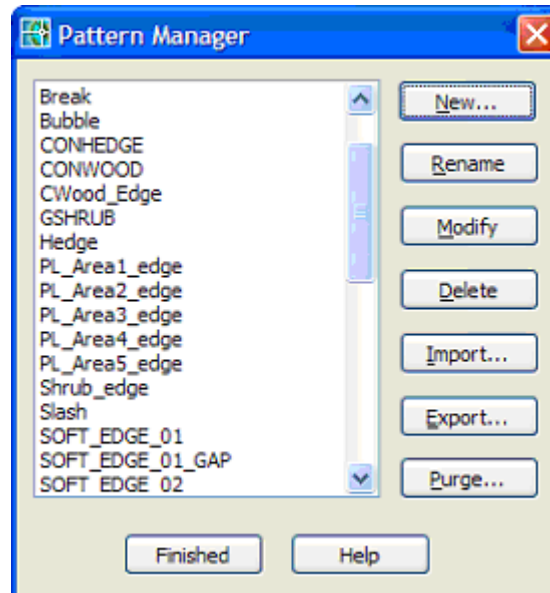 Pattern Manager
Break
Bubble
CONHEDGE
CONWOOD
CWood_Edge
GSHRUB
Hedge
PL_Area1_edge
PL_Area2_edge
PL_Area3_edge
PL_Area4_edge
PL_Area5_edge
Shrub_edge
Slash
SOFT_EDGE_01
SOFT_EDGE_01_GAP
SOFT_EDGE_02
New...
Rename
Modify
Delete
Import...
Export...
Purge...
Finished
Help